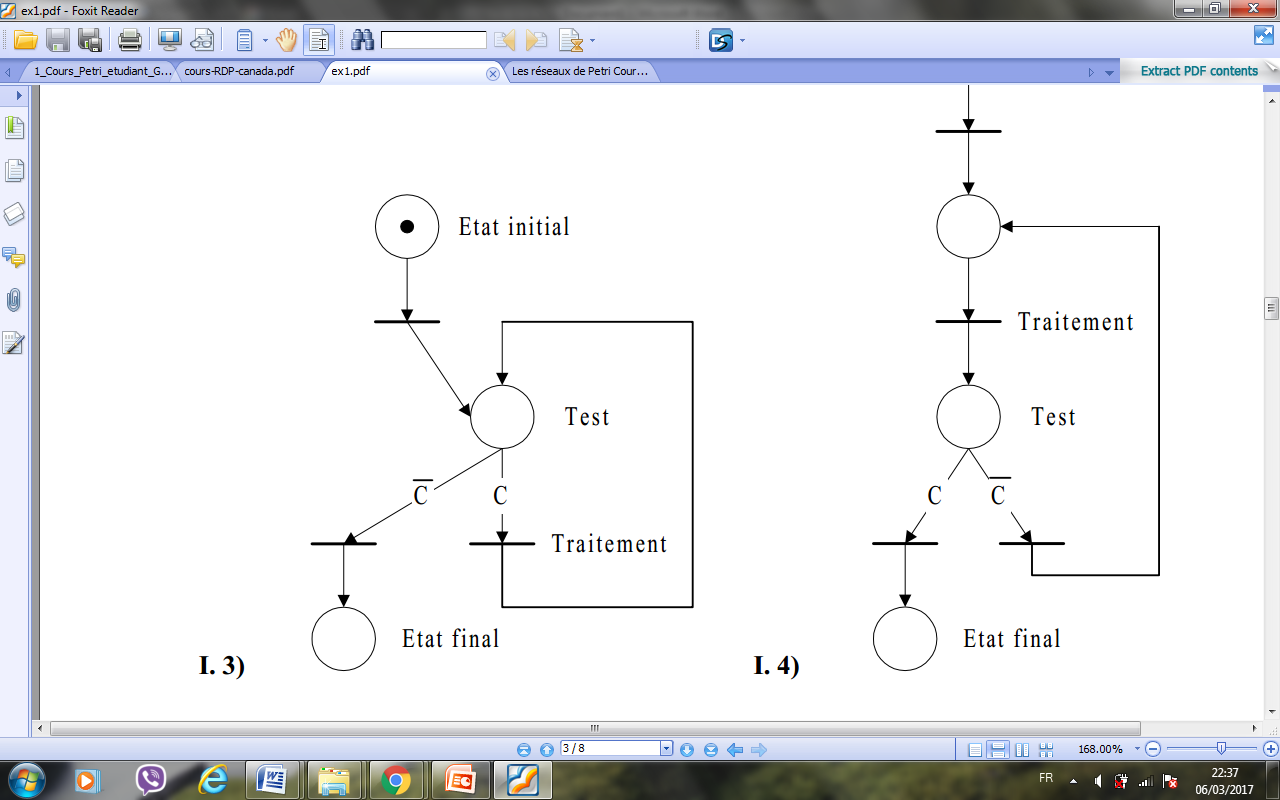 ex1.pdf - Foxit Reader
1_Cours_Petri_etudiant_G... cours-RDP-canada.pdf ex1.pdf Les réseaux de Petri Cour... Extract PDF contents
Etat initial
Traitement
Test Test
C̅ C C C̅
Traitement
Etat final Etat final
I. 3) I. 4)
3 / 8 168.00%
FR 22:37
06/03/2017